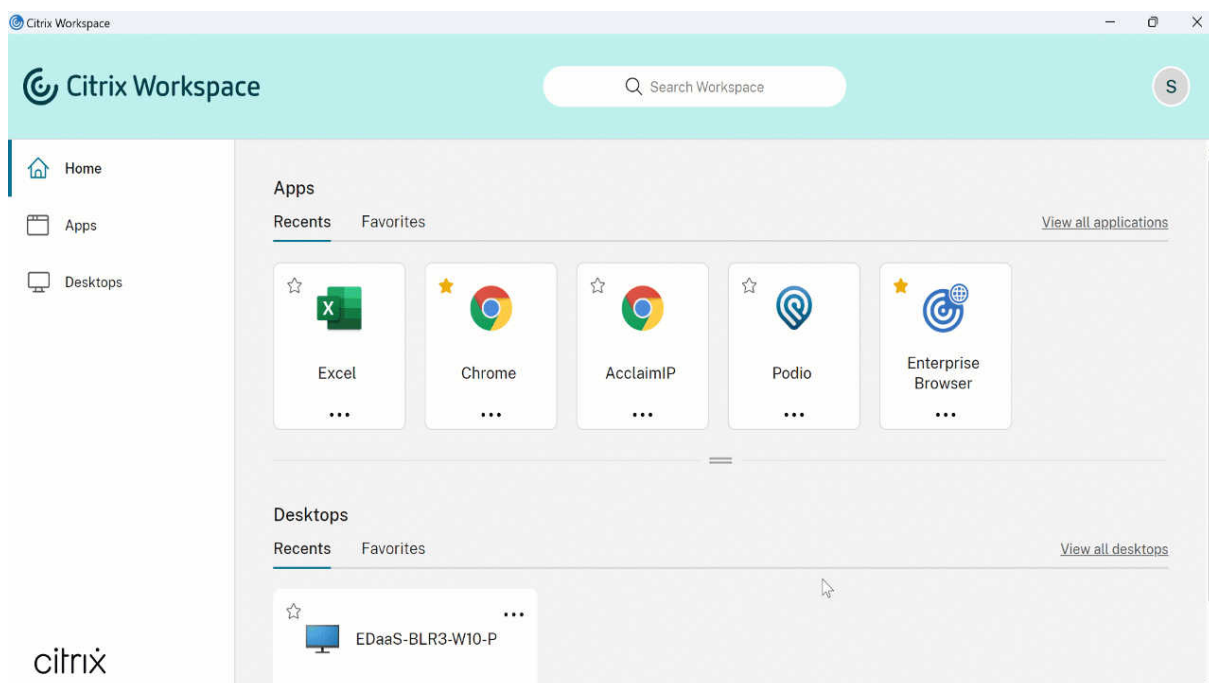 Citrix Workspace
Citrix Workspace
Search Workspace
S
Home
Apps
Desktops
Apps
Recents Favorites View all applications
X
Excel Chrome AcclaimIP Podio Enterprise
Browser
Desktops
Recents Favorites View all desktops
EDaaS-BLR3-W10-P
citrix